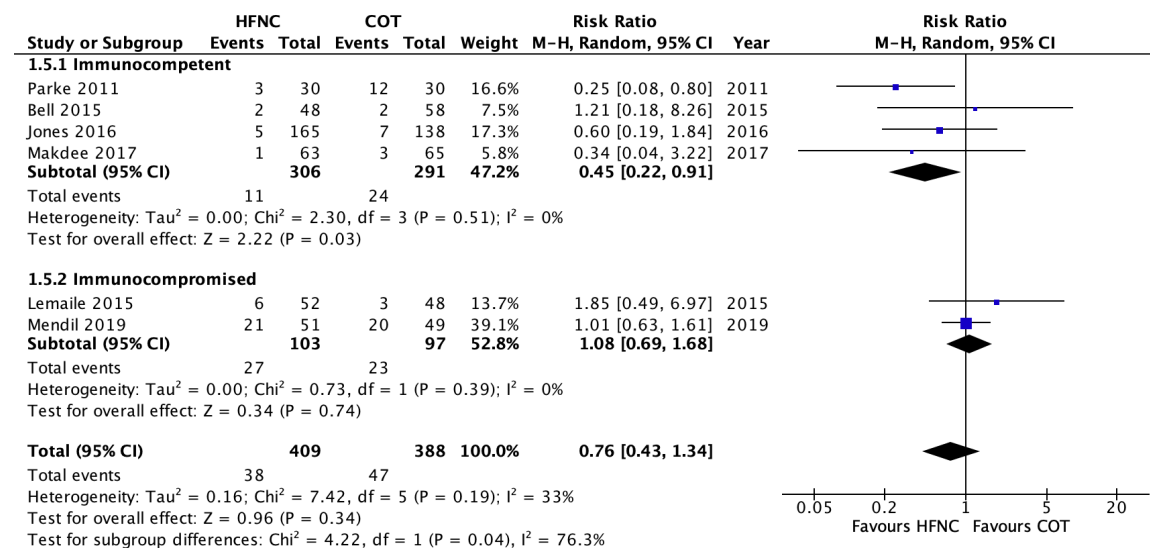 HFNC COT Risk Ratio Risk Ratio
Study or Subgroup Events Total Events Total Weight M-H, Random, 95% CI Year M-H, Random, 95% CI
1.5.1 Immunocompetent
Parke 2011 3 30 12 30 16.6% 0.25 [0.08, 0.80] 2011
Bell 2015 2 48 2 58 7.5% 1.21 [0.18, 8.26] 2015
Jones 2016 5 165 7 138 17.3% 0.60 [0.19, 1.84] 2016
Makdee 2017 1 63 3 65 5.8% 0.34 [0.04, 3.22] 2017
Subtotal (95% CI) 306 291 47.2% 0.45 [0.22, 0.91]
Total events 11 24
Heterogeneity: Tau² = 0.00; Chi² = 2.30, df = 3 (P = 0.51); I² = 0%
Test for overall effect: Z = 2.22 (P = 0.03)
1.5.2 Immunocompromised
Lemaile 2015 6 52 3 48 13.7% 1.85 [0.49, 6.97] 2015
Mendil 2019 21 51 20 49 39.1% 1.01 [0.63, 1.61] 2019
Subtotal (95% CI) 103 97 52.8% 1.08 [0.69, 1.68]
Total events 27 23
Heterogeneity: Tau² = 0.00; Chi² = 0.73, df = 1 (P = 0.39); I² = 0%
Test for overall effect: Z = 0.34 (P = 0.74)
Total (95% CI) 409 388 100.0% 0.76 [0.43, 1.34]
Total events 38 47
Heterogeneity: Tau² = 0.16; Chi² = 7.42, df = 5 (P = 0.19); I² = 33%
Test for overall effect: Z = 0.96 (P = 0.34)
Test for subgroup differences: Chi² = 4.22, df = 1 (P = 0.04), I² = 76.3%
0.05 0.2 1 5 20
Favours HFNC Favours COT